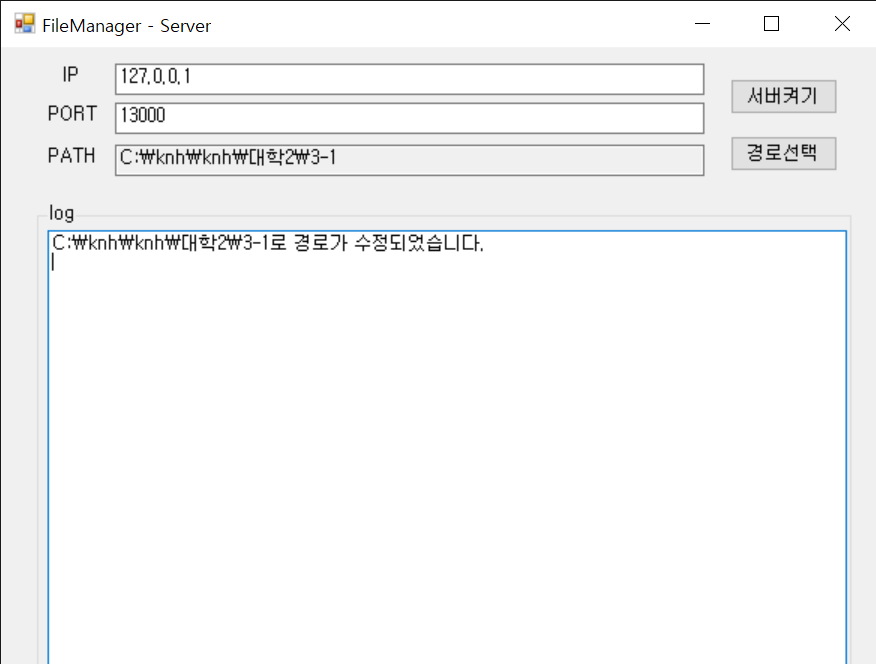 FileManager - Server
IP
127.0.0.1
서버켜기
PORT
13000
PATH
C:₩knh₩knh₩대학2₩3-1
경로선택
log
C:₩knh₩knh₩대학2₩3-1로 경로가 수정되었습니다.